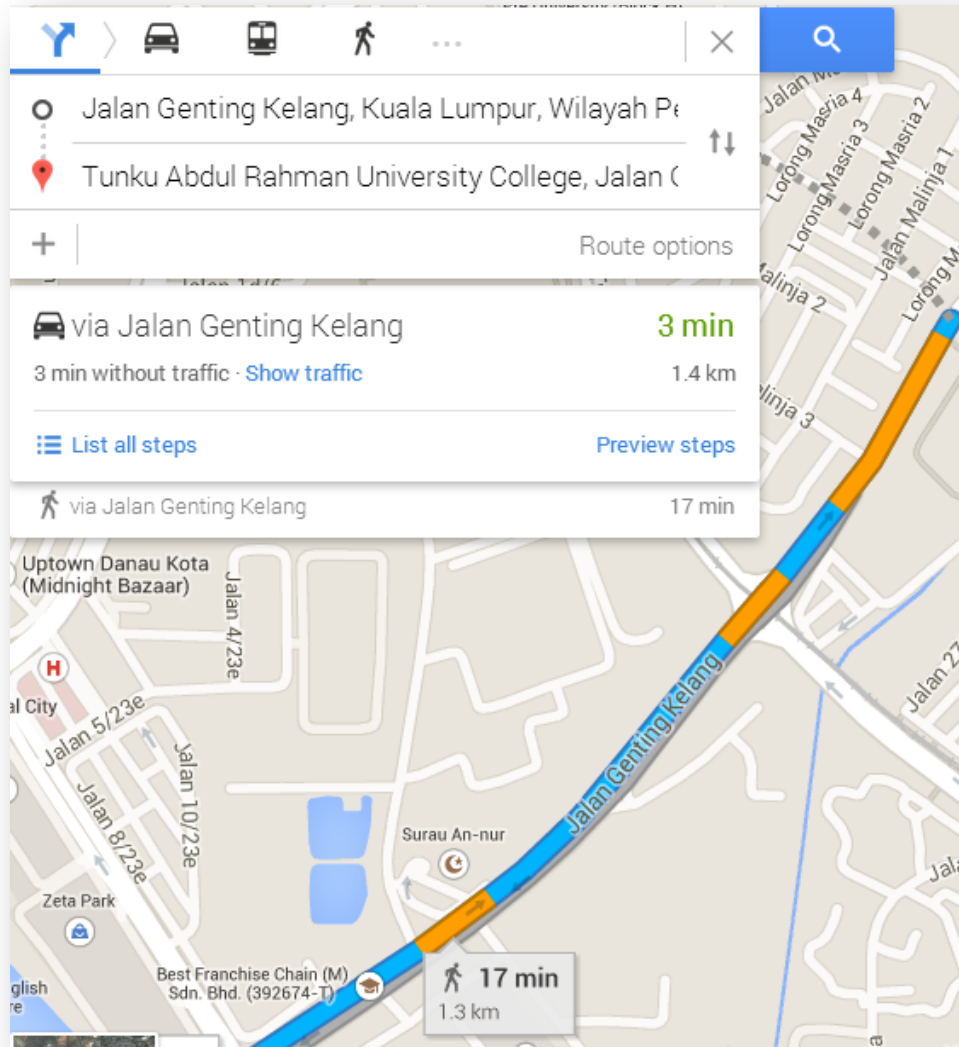 Jalan Genting Kelang, Kuala Lumpur, Wilayah Pe
Tunku Abdul Rahman University College, Jalan G
Route options
via Jalan Genting Kelang
3 min
3 min without traffic · Show traffic
1.4 km
List all steps
Preview steps
via Jalan Genting Kelang
17 min
Jalan
Lorong Masria 4
Lorong Masria 3
Lorong Masria 2
Jalan Malinja 1
Lorong M
Malinja 2
linja 3
Uptown Danau Kota
(Midnight Bazaar)
Jalan 4/23e
H
al City
Jalan 5/23e
Jalan 10/23e
Jalan 8/23e
Zeta Park
Jalan Genting Kelang
Jalan 27
Surau An-nur
Jala
Best Franchise Chain (M)
Sdn. Bhd. (392674-T)
17 min
1.3 km
glish
re